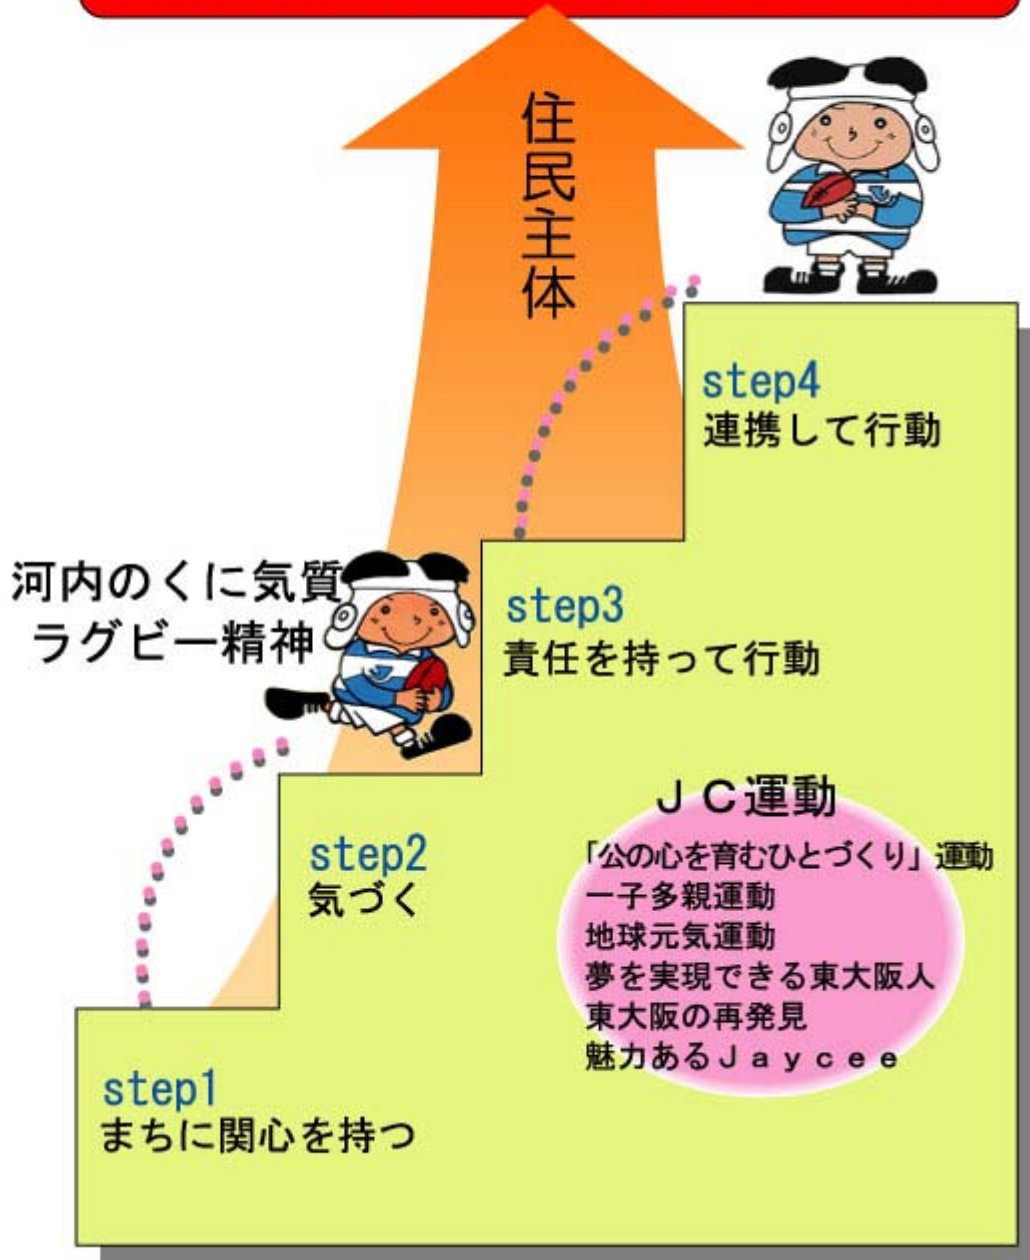 住民主体
step4
連携して行動
河内のくに気質
ラグビー精神
step3
責任を持って行動
step2
気づく
ＪＣ運動
「公の心を育むひとづくり」運動
一子多親運動
地球元気運動
夢を実現できる東大阪人
東大阪の再発見
魅力あるＪａｙｃｅｅ
step1
まちに関心を持つ